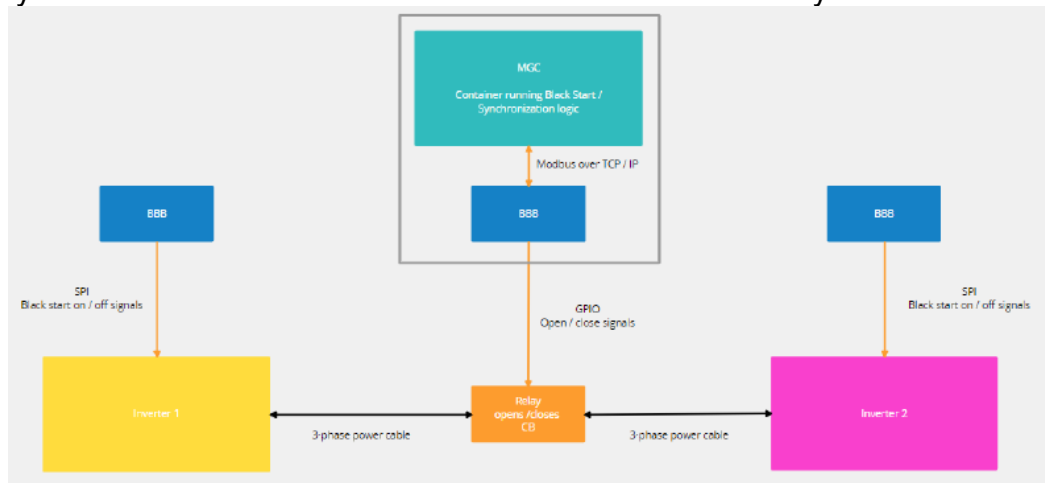 MGC
Container running Black Start /
Synchronization logic
Modbus over TCP / IP
BBB
BBB
BBB
SPI
Black start on / off signals
GPIO
Open / close signals
SPI
Black start on / off signals
Inverter 1
Relay
opens /closes
CB
Inverter 2
3-phase power cable
3-phase power cable